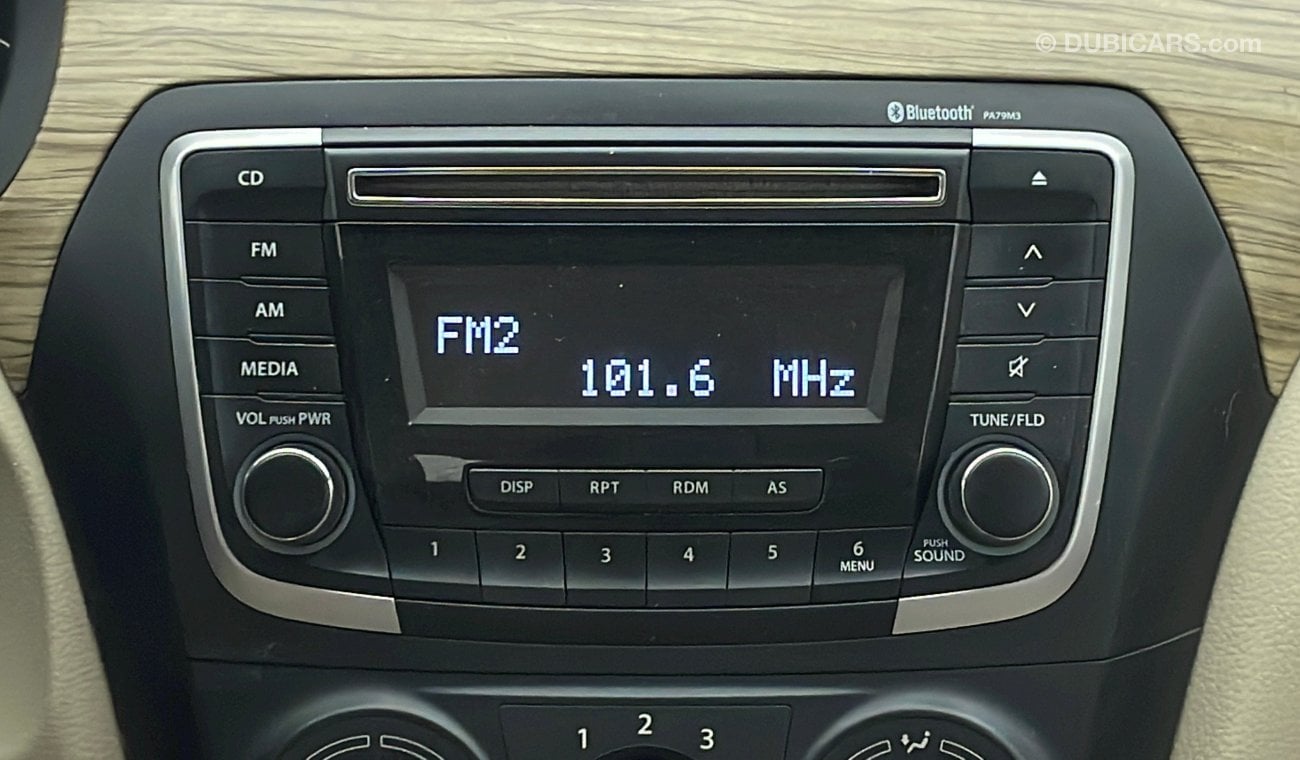 © DUBICARS.com
Bluetooth® PA79M3
CD
FM
AM
MEDIA
VOL PUSH PWR
FM2
101.6 MHz
TUNE/FLD
DISP RPT RDM AS
1 2 3 4 5 6
MENU
PUSH
SOUND
1 2 3